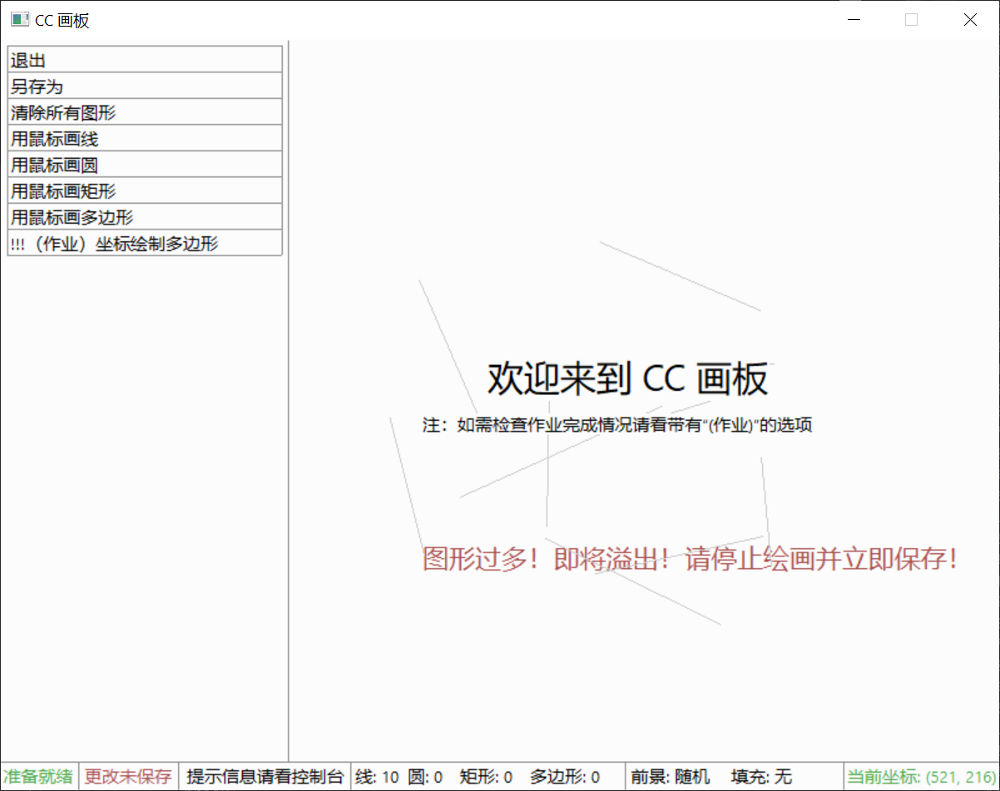 CC 画板
退出
另存为
清除所有图形
用鼠标画线
用鼠标画圆
用鼠标画矩形
用鼠标画多边形
!!!（作业）坐标绘制多边形
欢迎来到 CC 画板
注：如需检查作业完成情况请看带有“(作业)”的选项
图形过多！即将溢出！请停止绘画并立即保存！
准备就绪 更改未保存 提示信息请看控制台 线: 10 圆: 0 矩形: 0 多边形: 0 前景: 随机 填充: 无 当前坐标: (521, 216)